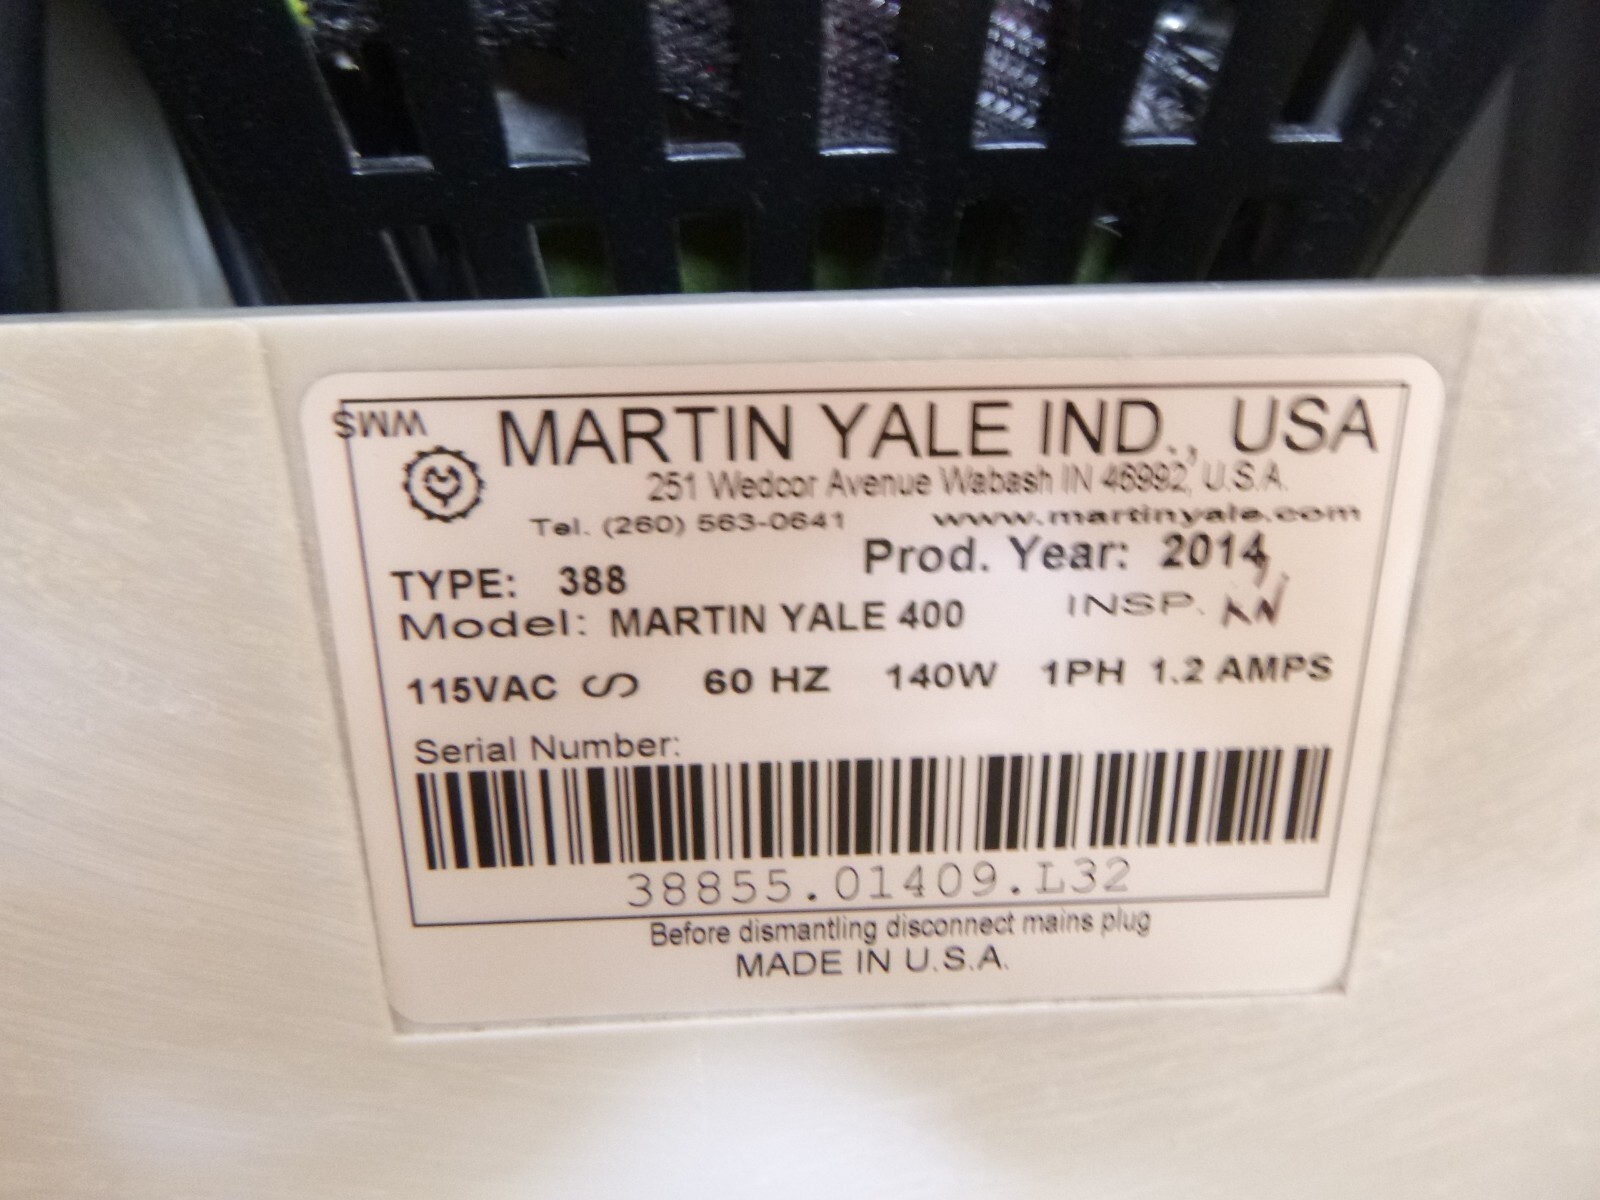 WMS
MARTIN YALE IND., USA
251 Wedcor Avenue Wabash IN 46992, U.S.A.
Tel. (260) 563-0641 www.martinyale.com
Prod. Year: 2014
TYPE: 388
INSP. KN
Model: MARTIN YALE 400
115VAC 60 HZ 140W 1PH 1.2 AMPS
Serial Number:
38855.01409.L32
Before dismantling disconnect mains plug
MADE IN U.S.A.